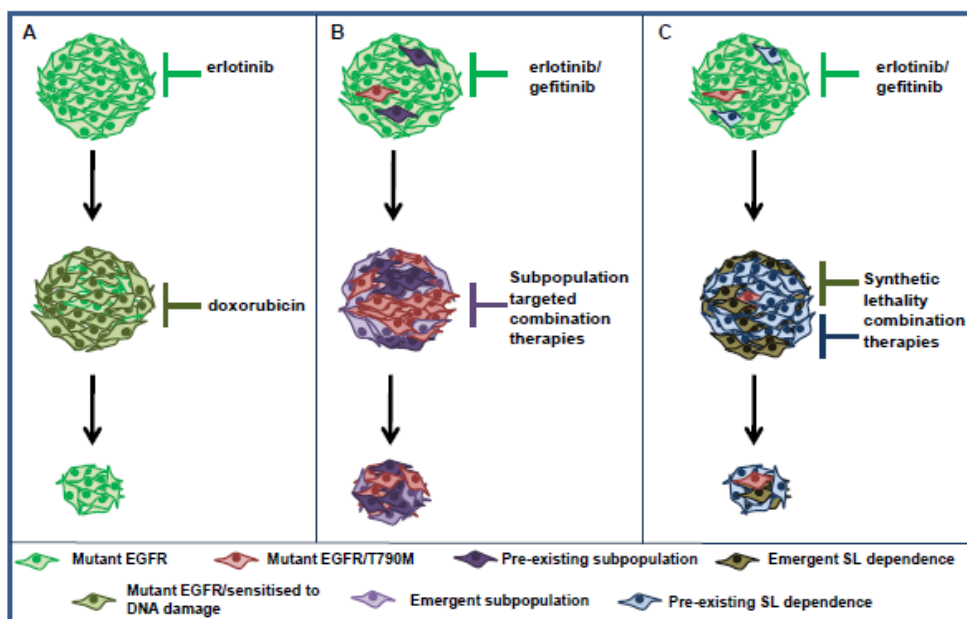 A
erlotinib
doxorubicin
B
erlotinib/
gefitinib
Subpopulation
targeted
combination
therapies
C
erlotinib/
gefitinib
Synthetic
lethality
combination
therapies
Mutant EGFR
Mutant EGFR/T790M
Pre-existing subpopulation
Emergent SL dependence
Mutant EGFR/sensitised to
DNA damage
Emergent subpopulation
Pre-existing SL dependence